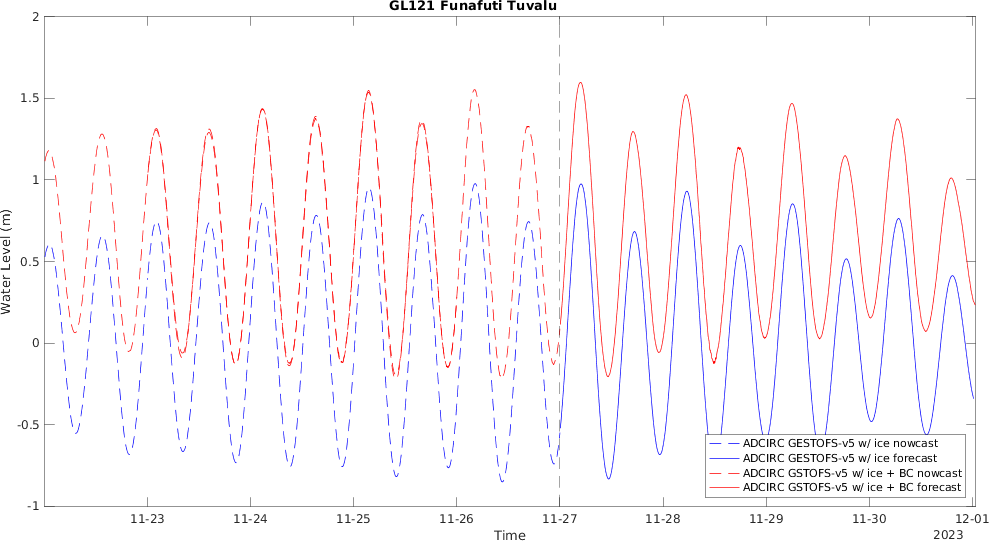 GL121 Funafuti Tuvalu
2
1.5
1
0.5
0
-0.5
-1
Water Level (m)
ADCIRC GESTOFS-v5 w/ ice nowcast
ADCIRC GESTOFS-v5 w/ ice forecast
ADCIRC GSTOFS-v5 w/ice + BC nowcast
ADCIRC GSTOFS-v5 w/ice + BC forecast
11-23 11-24 11-25 11-26 11-27 11-28 11-29 11-30 12-01
Time
2023